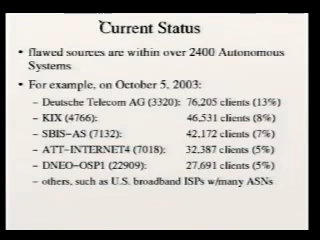 Current Status
• flawed sources are within over 2400 Autonomous
Systems
• For example, on October 5, 2003:
– Deutsche Telecom AG (3320): 76,205 clients (13%)
– KIX (4766): 46,531 clients (8%)
– SBIS-AS (7132): 42,172 clients (7%)
– ATT-INTERNET4 (7018): 32,387 clients (5%)
– DNEO-OSP1 (22909): 27,691 clients (5%)
– others, such as U.S. broadband ISPs w/many ASNs